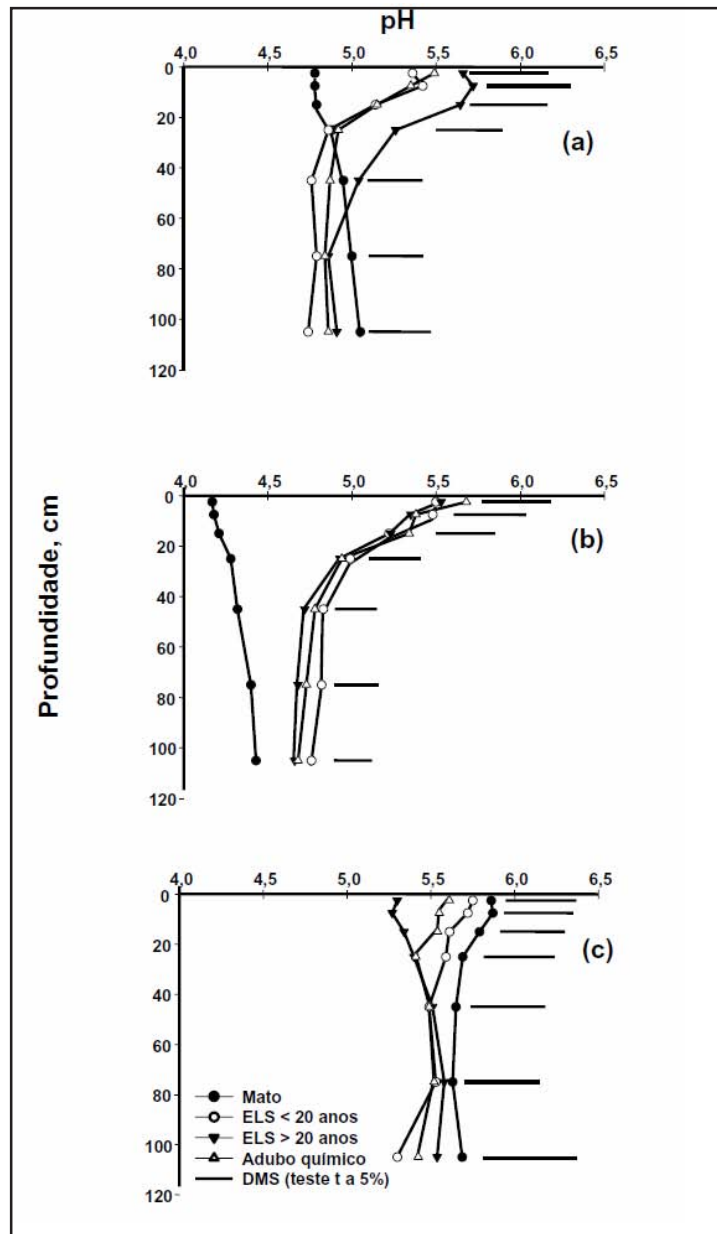 pH
4,0 4,5 5,0 5,5 6,0 6,5
0
20
40
60
80
100
120
(a)
4,0 4,5 5,0 5,5 6,0 6,5
0
20
40
60
80
100
120
(b)
Profundidade, cm
4,0 4,5 5,0 5,5 6,0 6,5
0
20
40
60
80
100
120
(c)
Mato
ELS < 20 anos
ELS > 20 anos
Adubo químico
DMS (teste t a 5%)